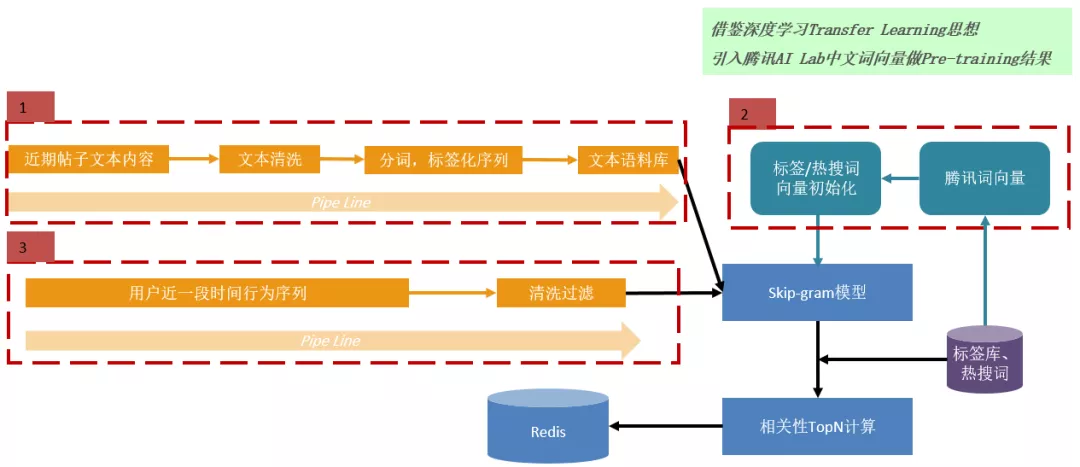 借鉴深度学习Transfer Learning思想
引入腾讯AI Lab中文词向量做Pre-training结果
1
近期帖子文本内容
文本清洗
分词，标签化序列
文本语料库
Pipe Line
2
标签/热搜词
向量初始化
腾讯词向量
3
用户近一段时间行为序列
清洗过滤
Pipe Line
Skip-gram模型
标签库、
热搜词
Redis
相关性TopN计算